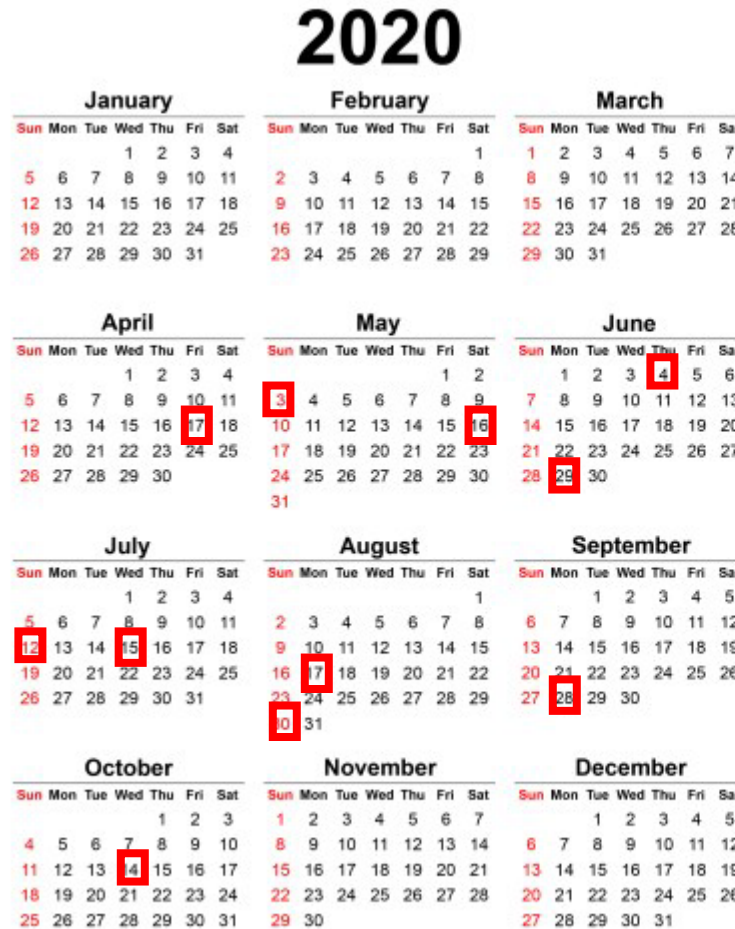 2020
January
Sun Mon Tue Wed Thu Fri Sat
1 2 3 4
5 6 7 8 9 10 11
12 13 14 15 16 17 18
19 20 21 22 23 24 25
26 27 28 29 30 31
February
Sun Mon Tue Wed Thu Fri Sat
1
2 3 4 5 6 7 8
9 10 11 12 13 14 15
16 17 18 19 20 21 22
23 24 25 26 27 28 29
March
Sun Mon Tue Wed Thu Fri Sa
1 2 3 4 5 6 7
8 9 10 11 12 13 14
15 16 17 18 19 20 21
22 23 24 25 26 27 28
29 30 31
April
Sun Mon Tue Wed Thu Fri Sat
1 2 3 4
5 6 7 8 9 10 11
12 13 14 15 16 17 18
19 20 21 22 23 24 25
26 27 28 29 30
May
Sun Mon Tue Wed Thu Fri Sat
1 2
3 4 5 6 7 8 9
10 11 12 13 14 15 16
17 18 19 20 21 22 23
24 25 26 27 28 29 30
31
June
Sun Mon Tue Wed Thu Fri Sa
1 2 3 4 5 6
7 8 9 10 11 12 13
14 15 16 17 18 19 20
21 22 23 24 25 26 27
28 29 30
July
Sun Mon Tue Wed Thu Fri Sat
1 2 3 4
5 6 7 8 9 10 11
12 13 14 15 16 17 18
19 20 21 22 23 24 25
26 27 28 29 30 31
August
Sun Mon Tue Wed Thu Fri Sat
1
2 3 4 5 6 7 8
9 10 11 12 13 14 15
16 17 18 19 20 21 22
23 24 25 26 27 28 29
30 31
September
Sun Mon Tue Wed Thu Fri Sa
1 2 3 4 5
6 7 8 9 10 11 12
13 14 15 16 17 18 19
20 21 22 23 24 25 26
27 28 29 30
October
Sun Mon Tue Wed Thu Fri Sat
1 2 3
4 5 6 7 8 9 10
11 12 13 14 15 16 17
18 19 20 21 22 23 24
25 26 27 28 29 30 31
November
Sun Mon Tue Wed Thu Fri Sat
1 2 3 4 5 6 7
8 9 10 11 12 13 14
15 16 17 18 19 20 21
22 23 24 25 26 27 28
29 30
December
Sun Mon Tue Wed Thu Fri Sa
1 2 3 4 5
6 7 8 9 10 11 12
13 14 15 16 17 18 19
20 21 22 23 24 25 26
27 28 29 30 31